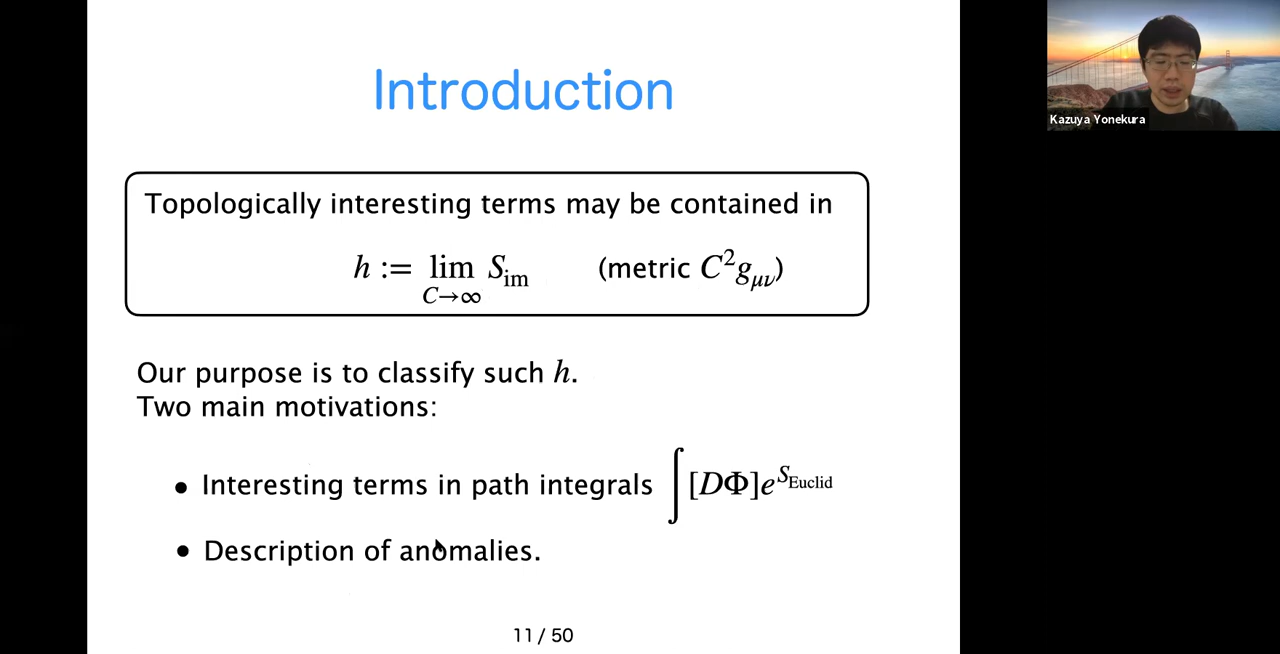 Introduction
Kazuya Yonekura
Topologically interesting terms may be contained in
h := lim_{C→∞} S_im (metric C²g_μν)
Our purpose is to classify such h.
Two main motivations:
• Interesting terms in path integrals ∫[DΦ]e^{S_Euclid}
• Description of anomalies.
11 / 50